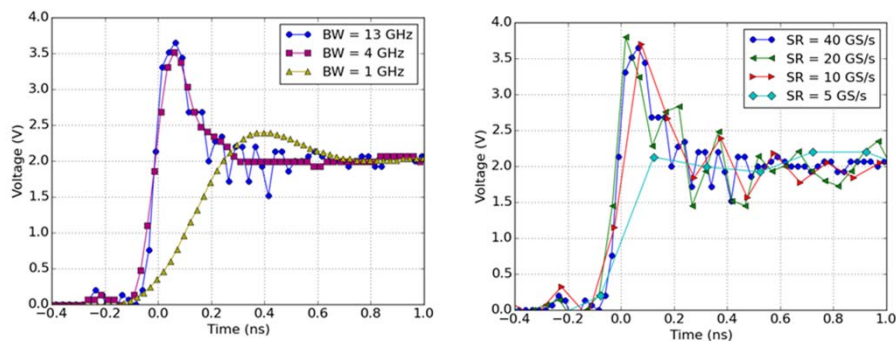 4.0
3.5
3.0
2.5
2.0
1.5
1.0
0.5
0.0
Voltage (V)
−0.4 −0.2 0.0 0.2 0.4 0.6 0.8 1.0
Time (ns)
BW = 13 GHz
BW = 4 GHz
BW = 1 GHz
4.0
3.5
3.0
2.5
2.0
1.5
1.0
0.5
0.0
Voltage (V)
−0.4 −0.2 0.0 0.2 0.4 0.6 0.8 1.0
Time (ns)
SR = 40 GS/s
SR = 20 GS/s
SR = 10 GS/s
SR = 5 GS/s